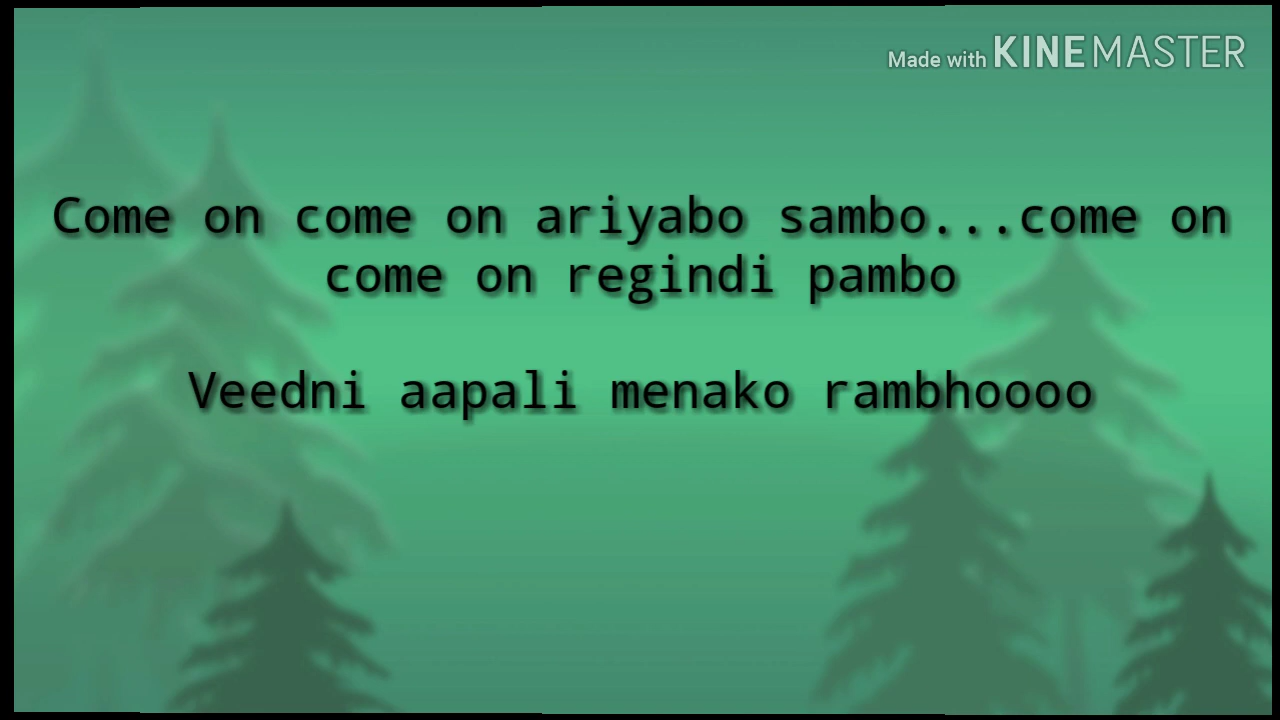 Made with KINEMASTER
Come on come on ariyabo sambo...come on
come on regindi pambo
Veedni aapali menako rambhoooo